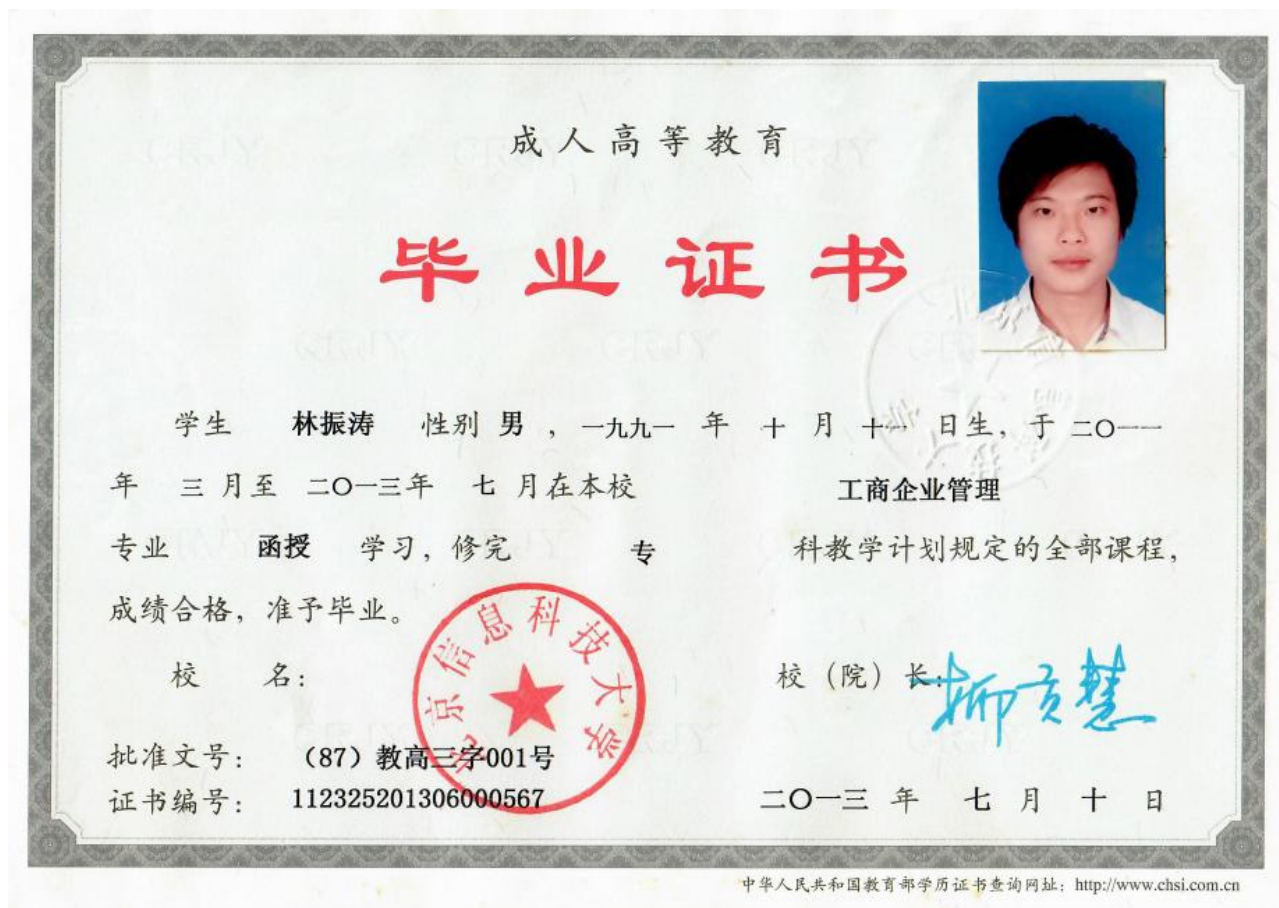 成人高等教育
毕业证书
学生 林振涛 性别 男 ，一九九一 年 十 月 十一 日生，于 二〇一一
年 三 月至 二〇一三年 七 月在本校 工商企业管理
专业 函授 学习，修完 专 科教学计划规定的全部课程，
成绩合格，准予毕业。
校 名：
北京信息科技大学
校（院）长：柳贡慧
批准文号： （87）教高三字001号
证书编号： 112325201306000567
二〇一三 年 七 月 十 日
中华人民共和国教育部学历证书查询网址：http://www.chsi.com.cn